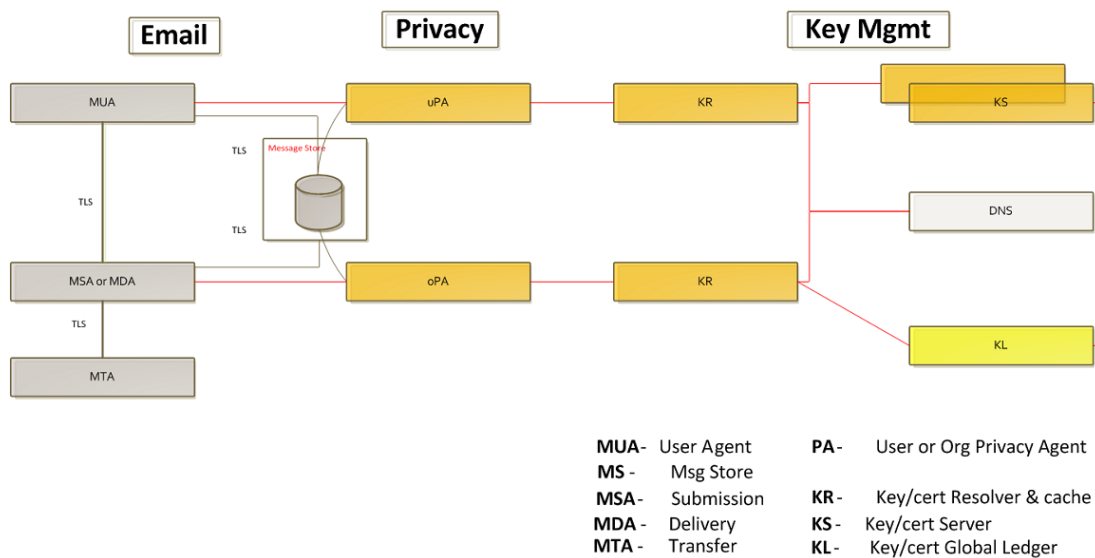 Email
Privacy
Key Mgmt
MUA
uPA
KR
KS
TLS
Message Store
TLS
TLS
DNS
MSA or MDA
oPA
KR
TLS
KL
MTA
MUA- User Agent
PA- User or Org Privacy Agent
MS - Msg Store
MSA- Submission
KR- Key/cert Resolver & cache
MDA- Delivery
KS- Key/cert Server
MTA- Transfer
KL- Key/cert Global Ledger